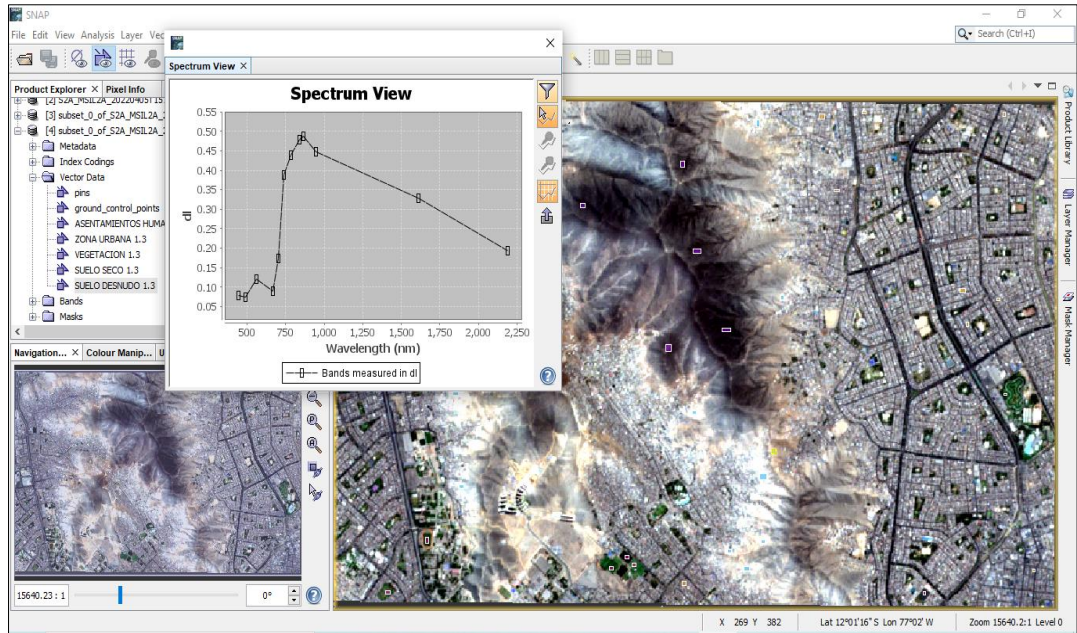 SNAP
File Edit View Analysis Layer Vec
Search (Ctrl+I)
Product Explorer × Pixel Info
[2] S2A_MSIL2A_20220405T15
[3] subset_0_of_S2A_MSIL2A_2
[4] subset_0_of_S2A_MSIL2A_2
Metadata
Index Codings
Vector Data
pins
ground_control_points
ASENTAMIENTOS HUMA
ZONA URBANA 1.3
VEGETACION 1.3
SUELO SECO 1.3
SUELO DESNUDO 1.3
Bands
Masks
Spectrum View ×
Spectrum View
dl
0.55
0.50
0.45
0.40
0.35
0.30
0.25
0.20
0.15
0.10
0.05
500 750 1,000 1,250 1,500 1,750 2,000 2,250
Wavelength (nm)
Bands measured in dl
Navigation... × Colour Manip... U
15640.23 : 1
0°
Product Library
Layer Manager
Mask Manager
X 269 Y 382 Lat 12°01'16" S Lon 77°02' W Zoom 15640.2:1 Level 0